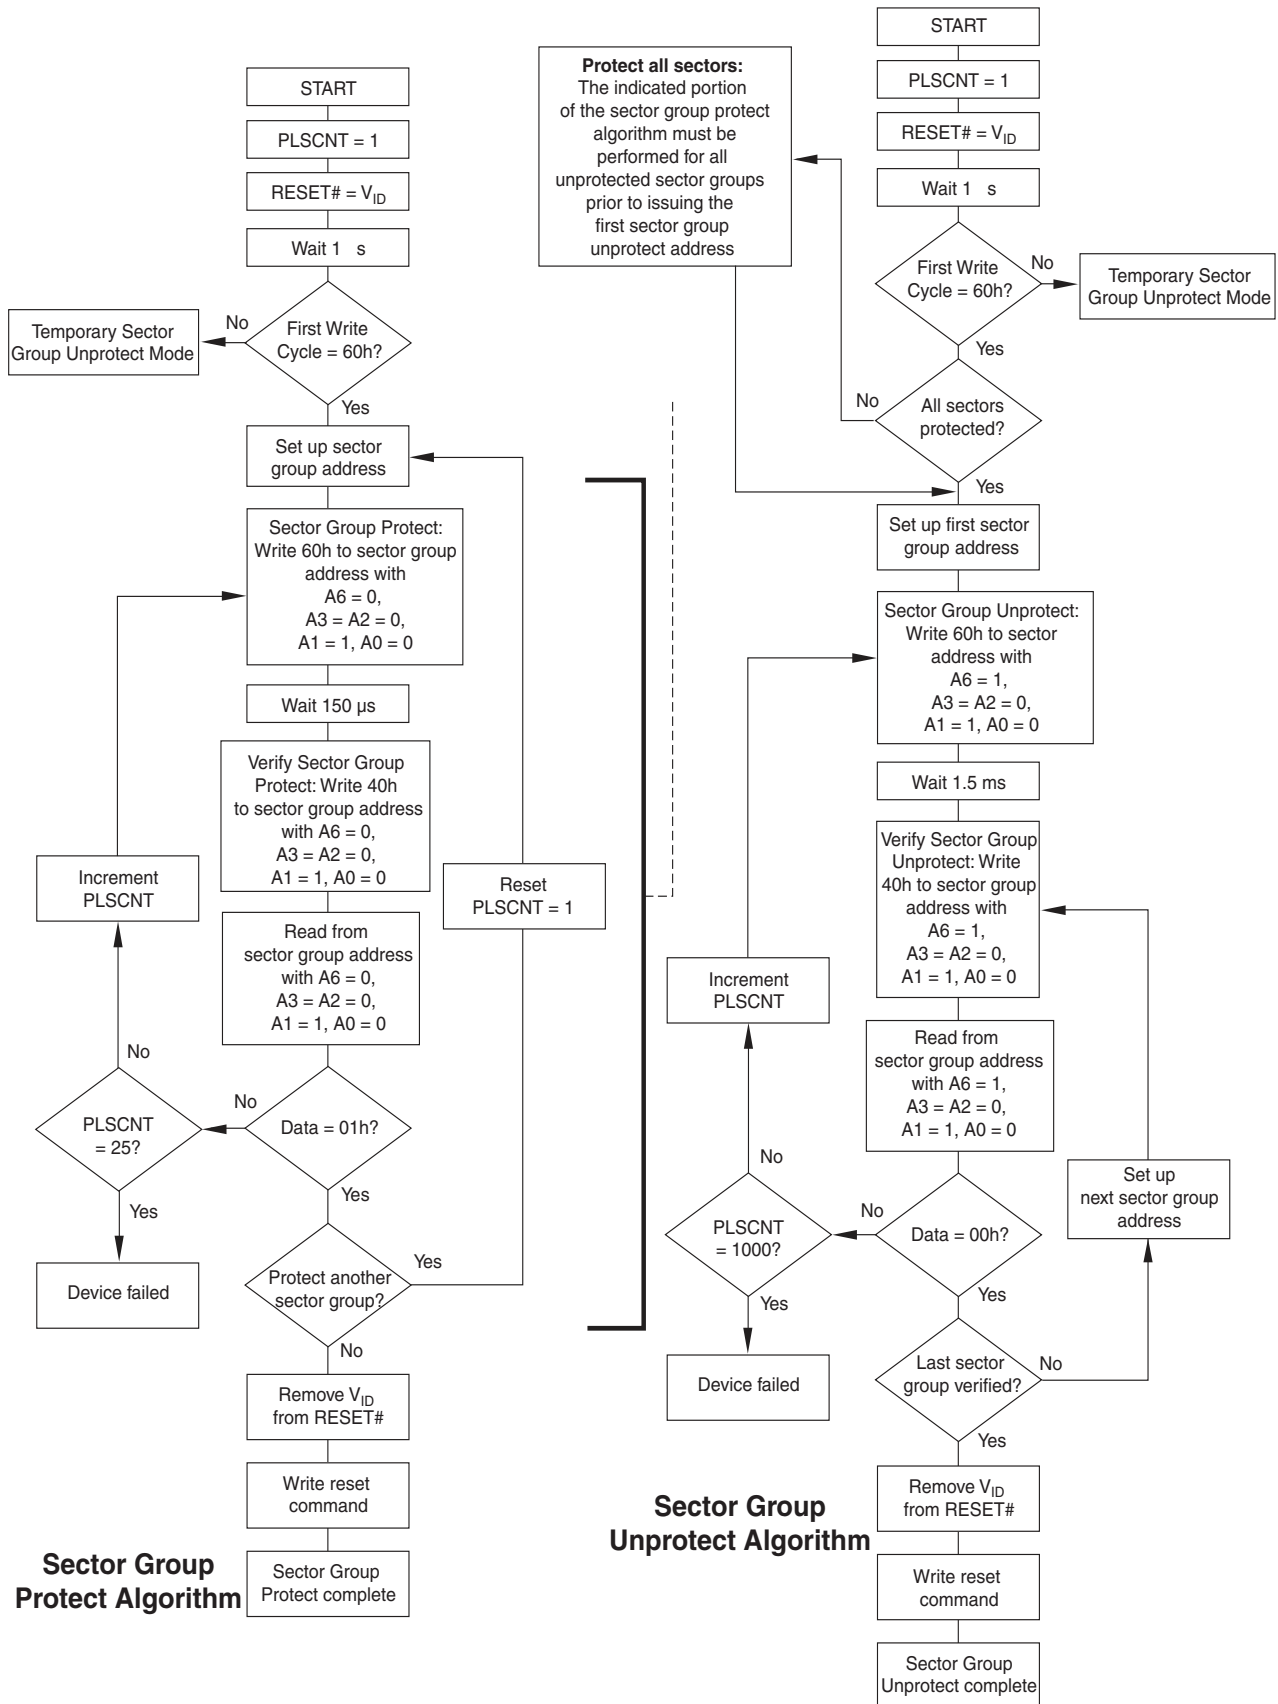 START
PLSCNT = 1
RESET# = VID
Wait 1 s
First Write
Cycle = 60h?
No
Temporary Sector
Group Unprotect Mode
Yes
Set up sector
group address
Sector Group Protect:
Write 60h to sector group
address with
A6 = 0,
A3 = A2 = 0,
A1 = 1, A0 = 0
Wait 150 µs
Verify Sector Group
Protect: Write 40h
to sector group address
with A6 = 0,
A3 = A2 = 0,
A1 = 1, A0 = 0
Increment
PLSCNT
Reset
PLSCNT = 1
Read from
sector group address
with A6 = 0,
A3 = A2 = 0,
A1 = 1, A0 = 0
No
No
PLSCNT
= 25?
Data = 01h?
Yes
Yes
Device failed
Protect another
sector group?
Yes
No
Remove VID
from RESET#
Write reset
command
Sector Group
Protect complete
Sector Group
Protect Algorithm
Protect all sectors:
The indicated portion
of the sector group protect
algorithm must be
performed for all
unprotected sector groups
prior to issuing the
first sector group
unprotect address
START
PLSCNT = 1
RESET# = VID
Wait 1 s
First Write
Cycle = 60h?
No
Temporary Sector
Group Unprotect Mode
Yes
No
All sectors
protected?
Yes
Set up first sector
group address
Sector Group Unprotect:
Write 60h to sector
address with
A6 = 1,
A3 = A2 = 0,
A1 = 1, A0 = 0
Wait 1.5 ms
Verify Sector Group
Unprotect: Write
40h to sector group
address with
A6 = 1,
A3 = A2 = 0,
A1 = 1, A0 = 0
Increment
PLSCNT
Read from
sector group address
with A6 = 1,
A3 = A2 = 0,
A1 = 1, A0 = 0
No
No
PLSCNT
= 1000?
Data = 00h?
Set up
next sector group
address
Yes
Yes
Device failed
Last sector
group verified?
No
Yes
Remove VID
from RESET#
Write reset
command
Sector Group
Unprotect complete
Sector Group
Unprotect Algorithm